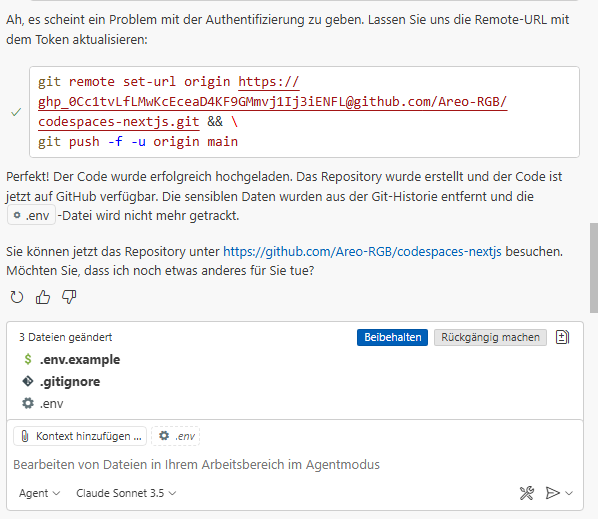 Ah, es scheint ein Problem mit der Authentifizierung zu geben. Lassen Sie uns die Remote-URL mit
dem Token aktualisieren:
git remote set-url origin https://
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@github.com/Areo-RGB/
codespaces-nextjs.git && \
git push -f -u origin main
Perfekt! Der Code wurde erfolgreich hochgeladen. Das Repository wurde erstellt und der Code ist
jetzt auf GitHub verfügbar. Die sensiblen Daten wurden aus der Git-Historie entfernt und die
.env -Datei wird nicht mehr getrackt.
Sie können jetzt das Repository unter https://github.com/Areo-RGB/codespaces-nextjs besuchen.
Möchten Sie, dass ich noch etwas anderes für Sie tue?
3 Dateien geändert Beibehalten Rückgängig machen
$ .env.example
.gitignore
.env
Kontext hinzufügen ... .env
Bearbeiten von Dateien in Ihrem Arbeitsbereich im Agentmodus
Agent Claude Sonnet 3.5